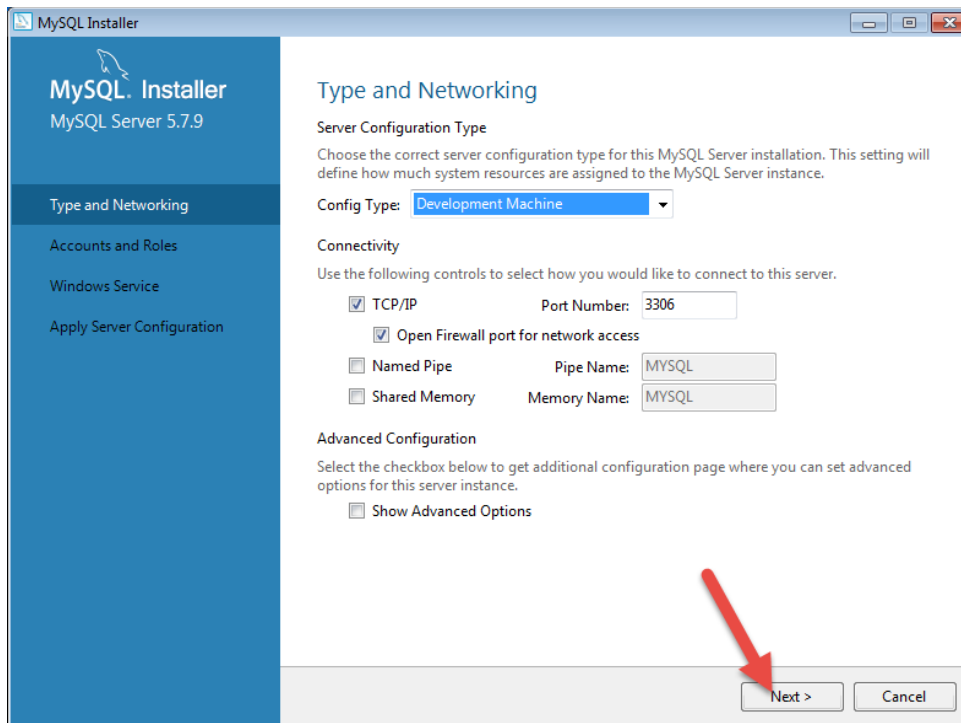 MySQL Installer
MySQL. Installer
MySQL Server 5.7.9
Type and Networking
Accounts and Roles
Windows Service
Apply Server Configuration
Type and Networking
Server Configuration Type
Choose the correct server configuration type for this MySQL Server installation. This setting will
define how much system resources are assigned to the MySQL Server instance.
Config Type: Development Machine
Connectivity
Use the following controls to select how you would like to connect to this server.
TCP/IP Port Number: 3306
Open Firewall port for network access
Named Pipe Pipe Name: MYSQL
Shared Memory Memory Name: MYSQL
Advanced Configuration
Select the checkbox below to get additional configuration page where you can set advanced
options for this server instance.
Show Advanced Options
Next > Cancel